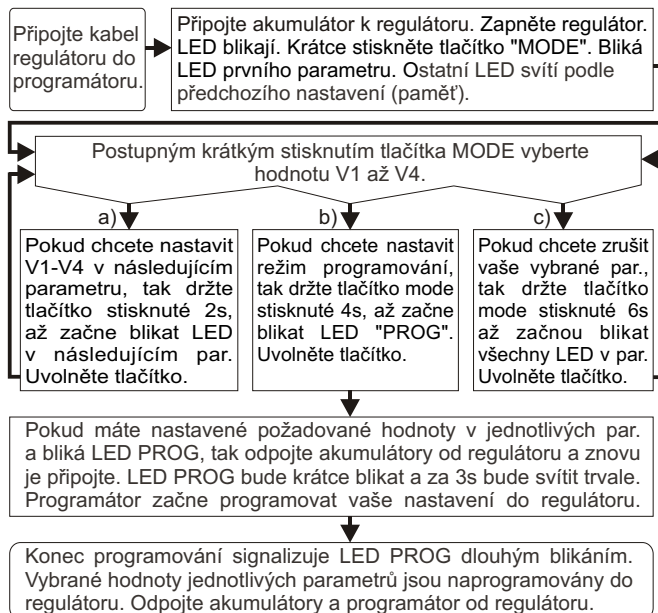 Připojte kabel
regulátoru do
programátoru.
Připojte akumulátor k regulátoru. Zapněte regulátor.
LED blikají. Krátce stiskněte tlačítko "MODE". Bliká
LED prvního parametru. Ostatní LED svítí podle
předchozího nastavení (paměť).
Postupným krátkým stisknutím tlačítka MODE vyberte
hodnotu V1 až V4.
a)
Pokud chcete nastavit
V1-V4 v následujícím
parametru, tak držte
tlačítko stisknuté 2s,
až začne blikat LED
v následujícím par.
Uvolněte tlačítko.
b)
Pokud chcete nastavit
režim programování,
tak držte tlačítko mode
stisknuté 4s, až začne
blikat LED "PROG".
Uvolněte tlačítko.
c)
Pokud chcete zrušit
vaše vybrané par.,
tak držte tlačítko
mode stisknuté 6s
až začnou blikat
všechny LED v par.
Uvolněte tlačítko.
Pokud máte nastavené požadované hodnoty v jednotlivých par.
a bliká LED PROG, tak odpojte akumulátory od regulátoru a znovu
je připojte. LED PROG bude krátce blikat a za 3s bude svítit trvale.
Programátor začne programovat vaše nastavení do regulátoru.
Konec programování signalizuje LED PROG dlouhým blikáním.
Vybrané hodnoty jednotlivých parametrů jsou naprogramovány do
regulátoru. Odpojte akumulátory a programátor od regulátoru.